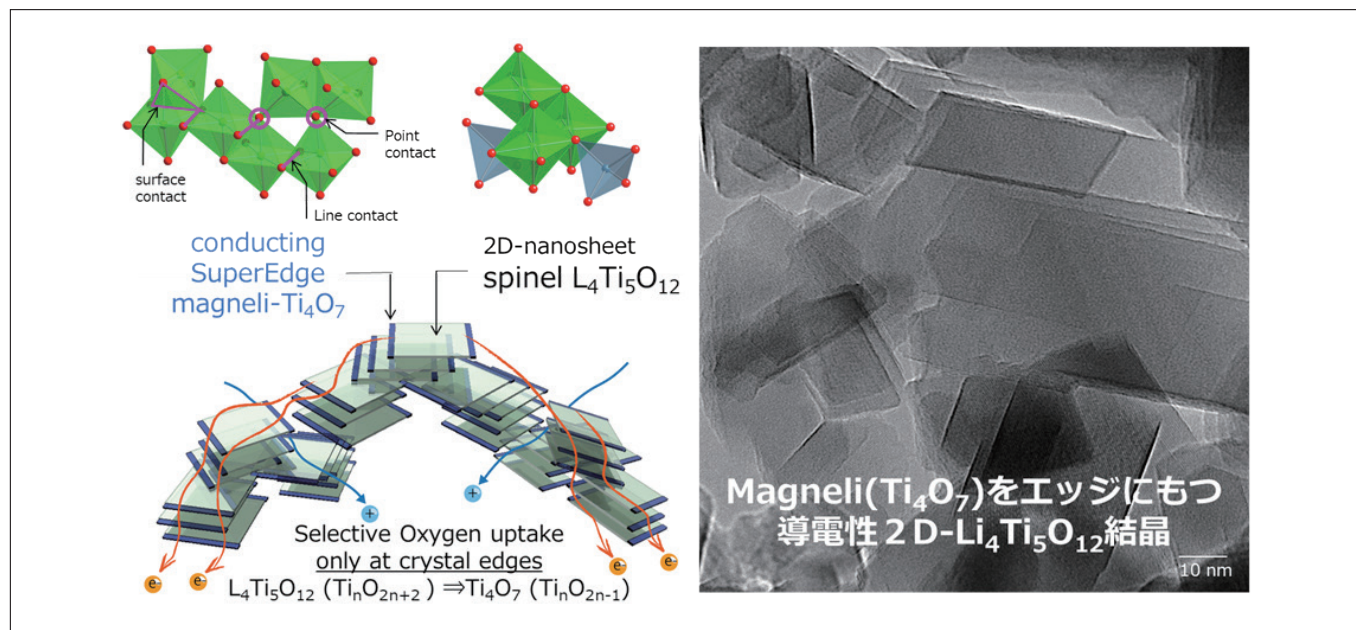 Point
contact
surface
contact
Line contact
conducting
SuperEdge
magneli-Ti₄O₇
2D-nanosheet
spinel L₄Ti₅O₁₂
+
+
Selective Oxygen uptake
only at crystal edges
L₄Ti₅O₁₂ (TiₙO₂ₙ₊₂ ) ⇒Ti₄O₇ (TiₙO₂ₙ₋₁)
e-
e-
e-
e-
Magneli(Ti₄O₇)をエッジにもつ
導電性２D-Li₄Ti₅O₁₂結晶
10 nm